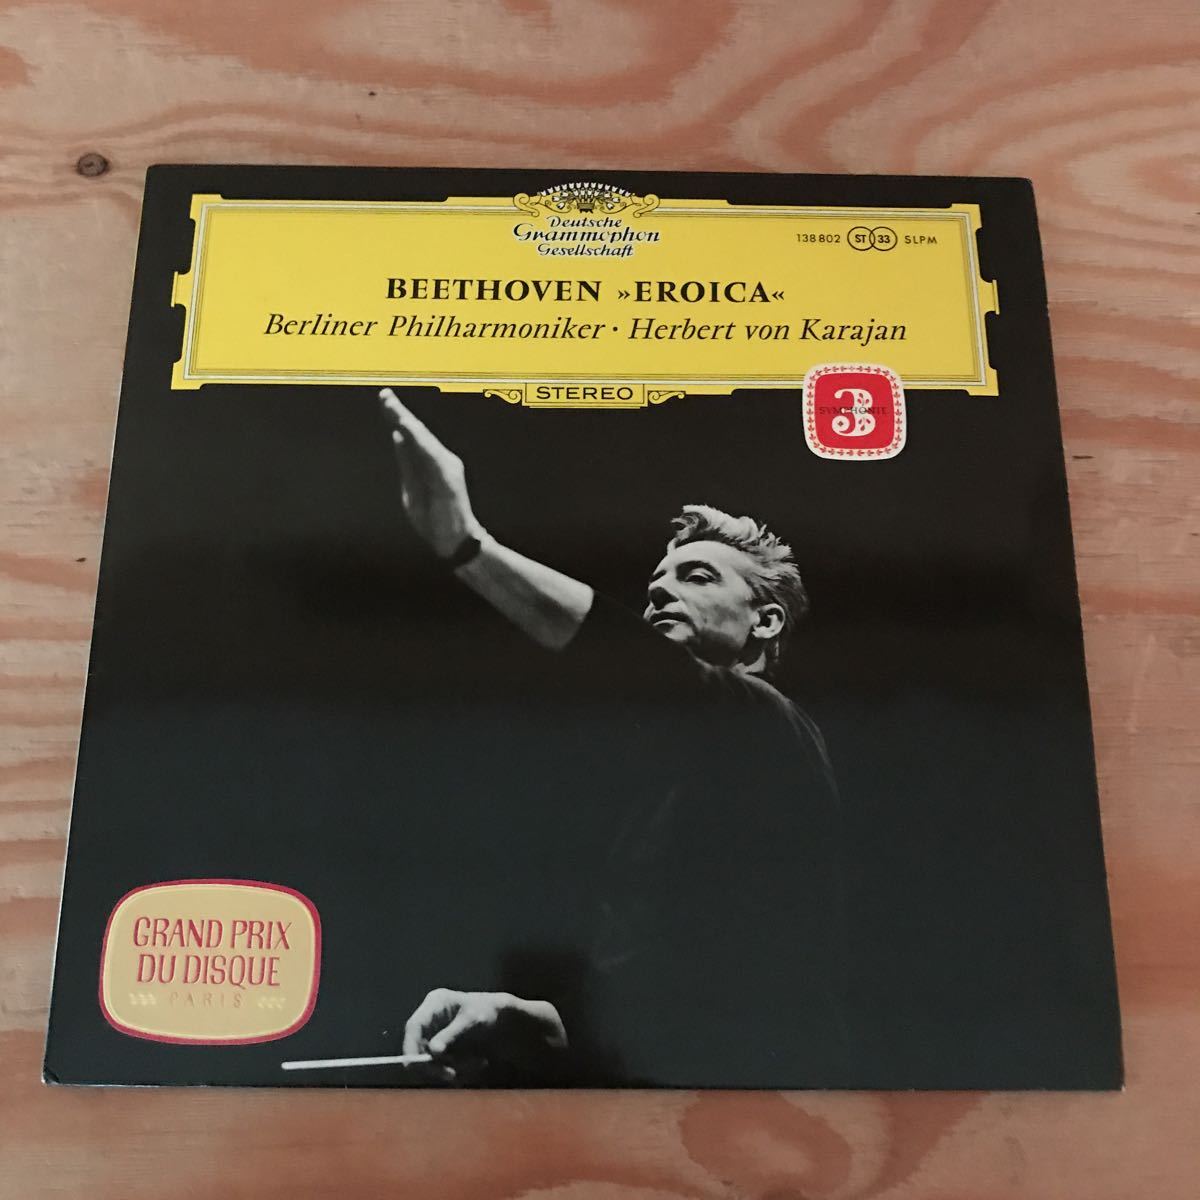 Deutsche
Grammophon
Gesellschaft
138 802 ST 33 SLPM
BEETHOVEN »EROICA«
Berliner Philharmoniker · Herbert von Karajan
STEREO
3
SYMPHONIE
GRAND PRIX
DU DISQUE
PARIS